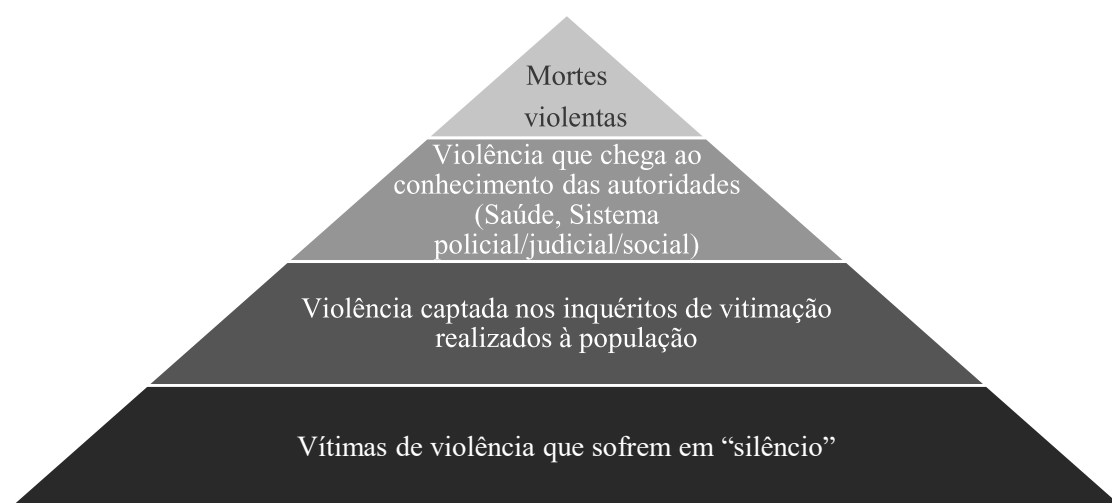 Mortes
violentas
Violência que chega ao
conhecimento das autoridades
(Saúde, Sistema
policial/judicial/social)
Violência captada nos inquéritos de vitimação
realizados à população
Vítimas de violência que sofrem em “silêncio”